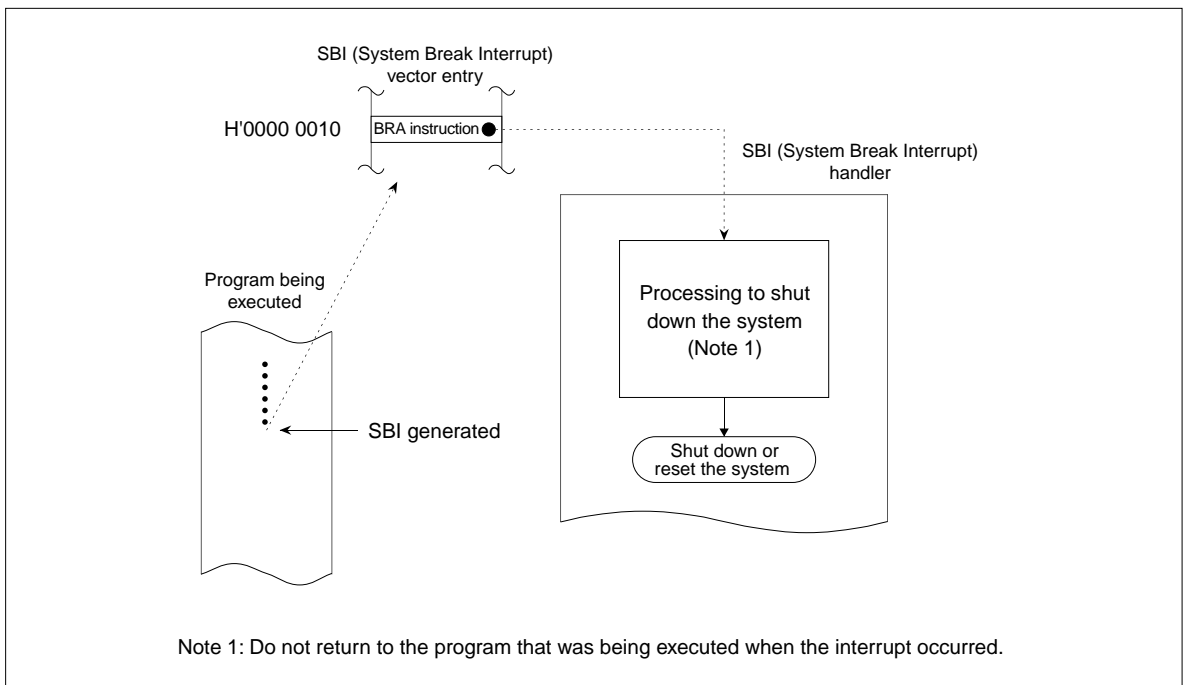 SBI (System Break Interrupt)
vector entry
H'0000 0010
BRA instruction
SBI (System Break Interrupt)
handler
Program being
executed
Processing to shut
down the system
(Note 1)
SBI generated
Shut down or
reset the system
Note 1: Do not return to the program that was being executed when the interrupt occurred.